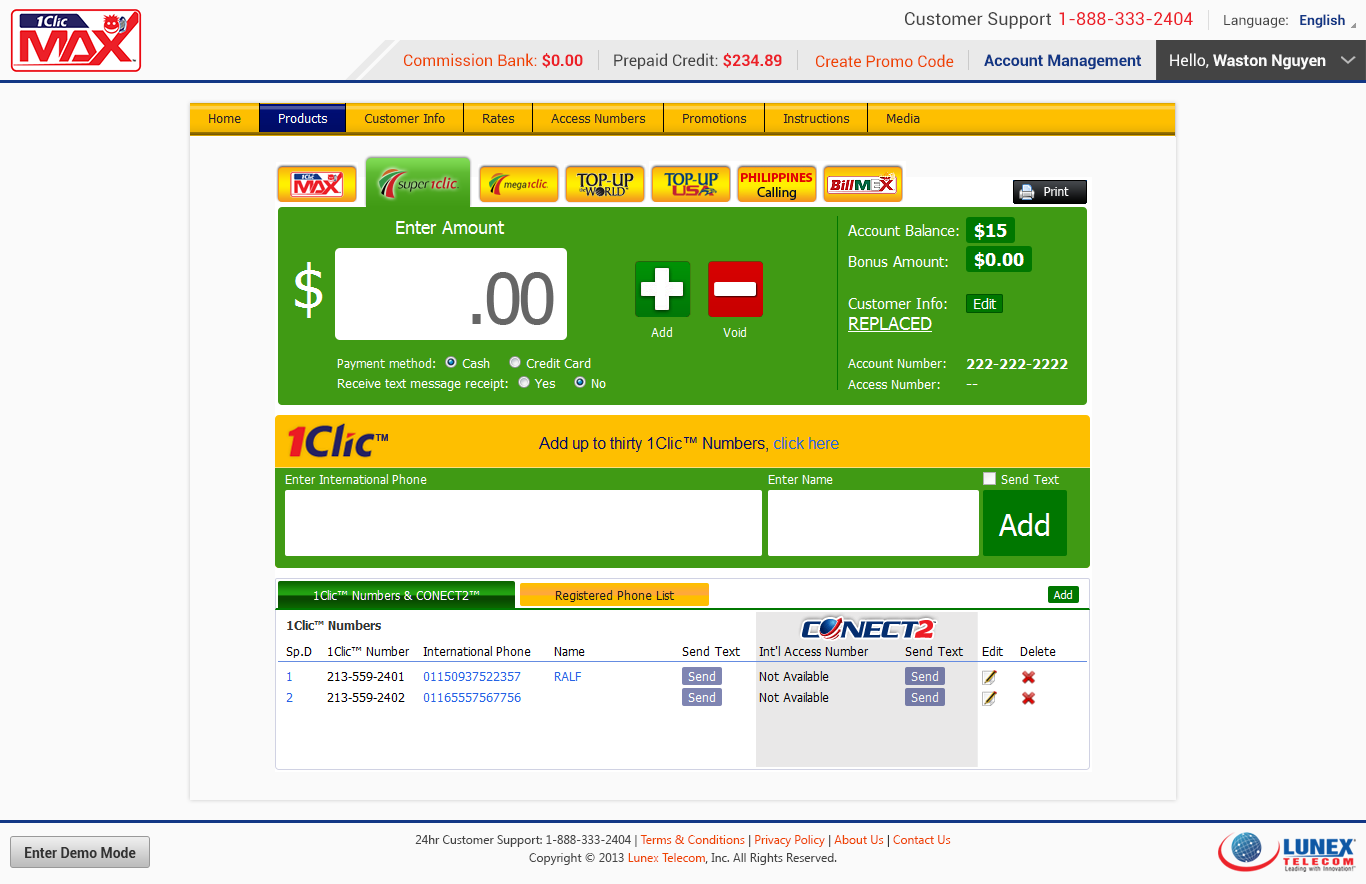 1Clic
MAX
Customer Support 1-888-333-2404
Language: English
Commission Bank: $0.00
Prepaid Credit: $234.89
Create Promo Code
Account Management
Hello, Waston Nguyen
Home Products Customer Info Rates Access Numbers Promotions Instructions Media
1Clic MAX
super1clic.
mega1clic.
TOP-UP the WORLD
TOP-UP USA
PHILIPPINES Calling
BillMAX
Print
Enter Amount
$ .00
Add
Void
Payment method: Cash Credit Card
Receive text message receipt: Yes No
Account Balance: $15
Bonus Amount: $0.00
Customer Info: Edit
REPLACED
Account Number: 222-222-2222
Access Number: --
1Clic™
Add up to thirty 1Clic™ Numbers, click here
Enter International Phone Enter Name Send Text
Add
1Clic™ Numbers & CONECT2™ Registered Phone List Add
1Clic™ Numbers CONECT2
Sp.D 1Clic™ Number International Phone Name Send Text Int'l Access Number Send Text Edit Delete
1 213-559-2401 01150937522357 RALF Send Not Available Send
2 213-559-2402 01165557567756 Send Not Available Send
Enter Demo Mode
24hr Customer Support: 1-888-333-2404 | Terms & Conditions | Privacy Policy | About Us | Contact Us
Copyright © 2013 Lunex Telecom, Inc. All Rights Reserved.
LUNEX
TELECOM
Leading with Innovation!